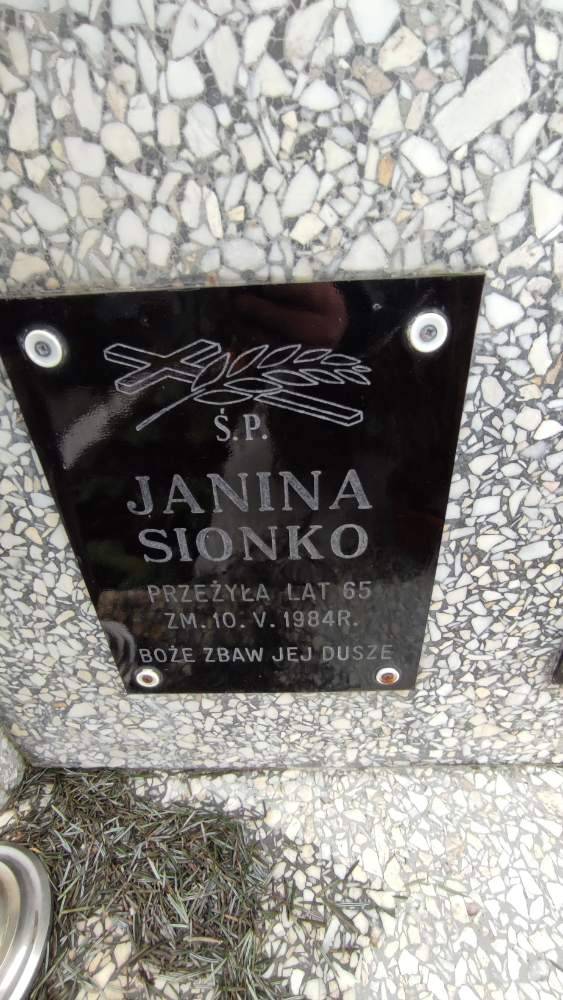 Ś.P.
JANINA
SIONKO
PRZEŻYŁA LAT 65
ZM. 10. V. 1984R.
BOŻE ZBAW JEJ DUSZE